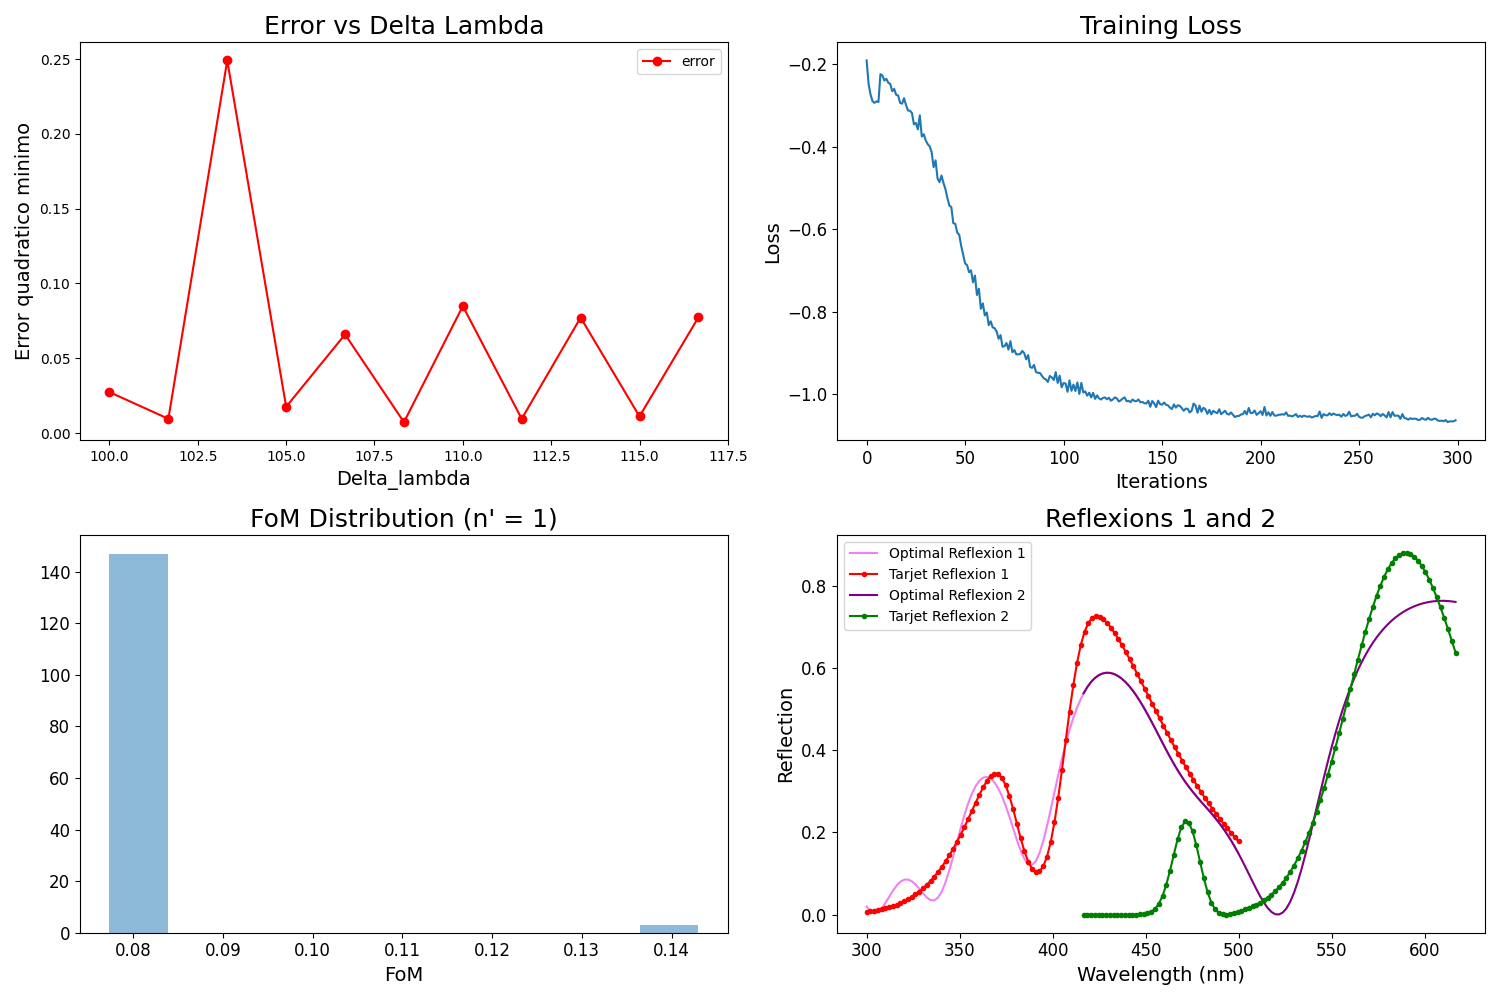 Error vs Delta Lambda
error
Error quadratico minimo
0.25
0.20
0.15
0.10
0.05
0.00
100.0 102.5 105.0 107.5 110.0 112.5 115.0 117.5
Delta_lambda
Training Loss
Loss
−0.2
−0.4
−0.6
−0.8
−1.0
0 50 100 150 200 250 300
Iterations
FoM Distribution (n' = 1)
140
120
100
80
60
40
20
0
0.08 0.09 0.10 0.11 0.12 0.13 0.14
FoM
Reflexions 1 and 2
Optimal Reflexion 1
Tarjet Reflexion 1
Optimal Reflexion 2
Tarjet Reflexion 2
Reflection
0.8
0.6
0.4
0.2
0.0
300 350 400 450 500 550 600
Wavelength (nm)